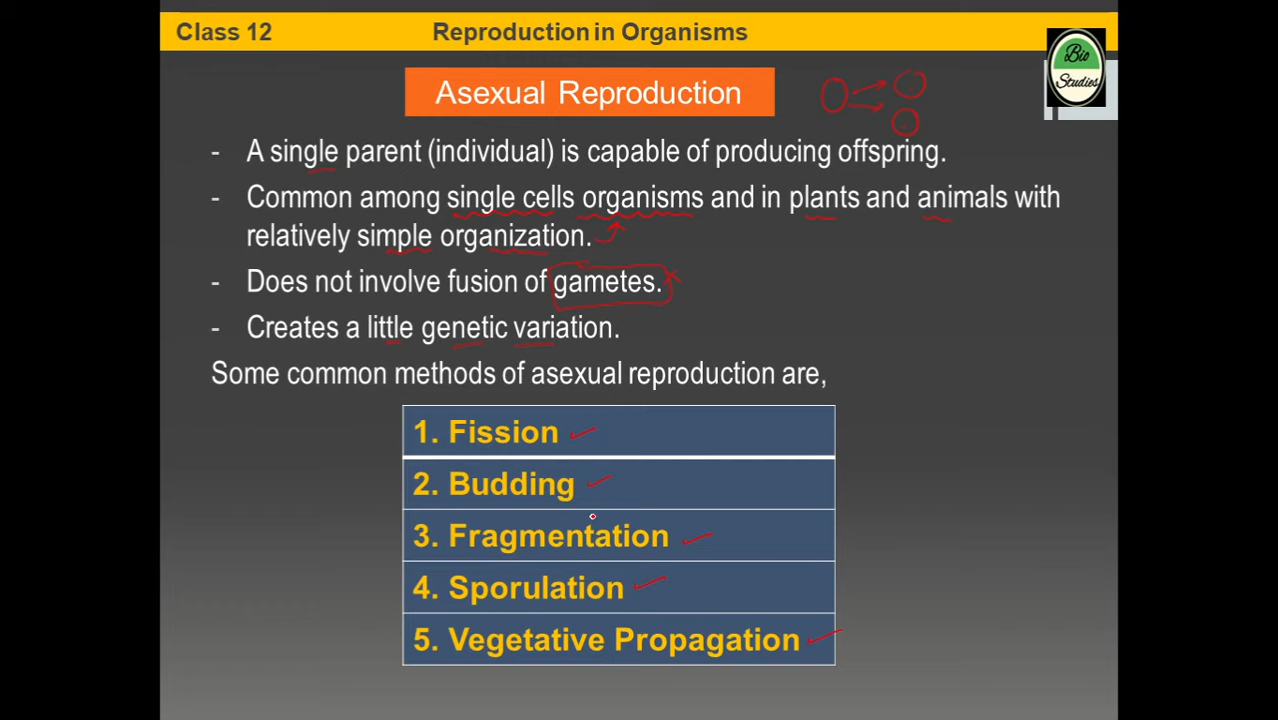 Class 12 Reproduction in Organisms
Bio
Studies
Asexual Reproduction
- A single parent (individual) is capable of producing offspring.
- Common among single cells organisms and in plants and animals with
relatively simple organization.
- Does not involve fusion of gametes.
- Creates a little genetic variation.
Some common methods of asexual reproduction are,
1. Fission
2. Budding
3. Fragmentation
4. Sporulation
5. Vegetative Propagation